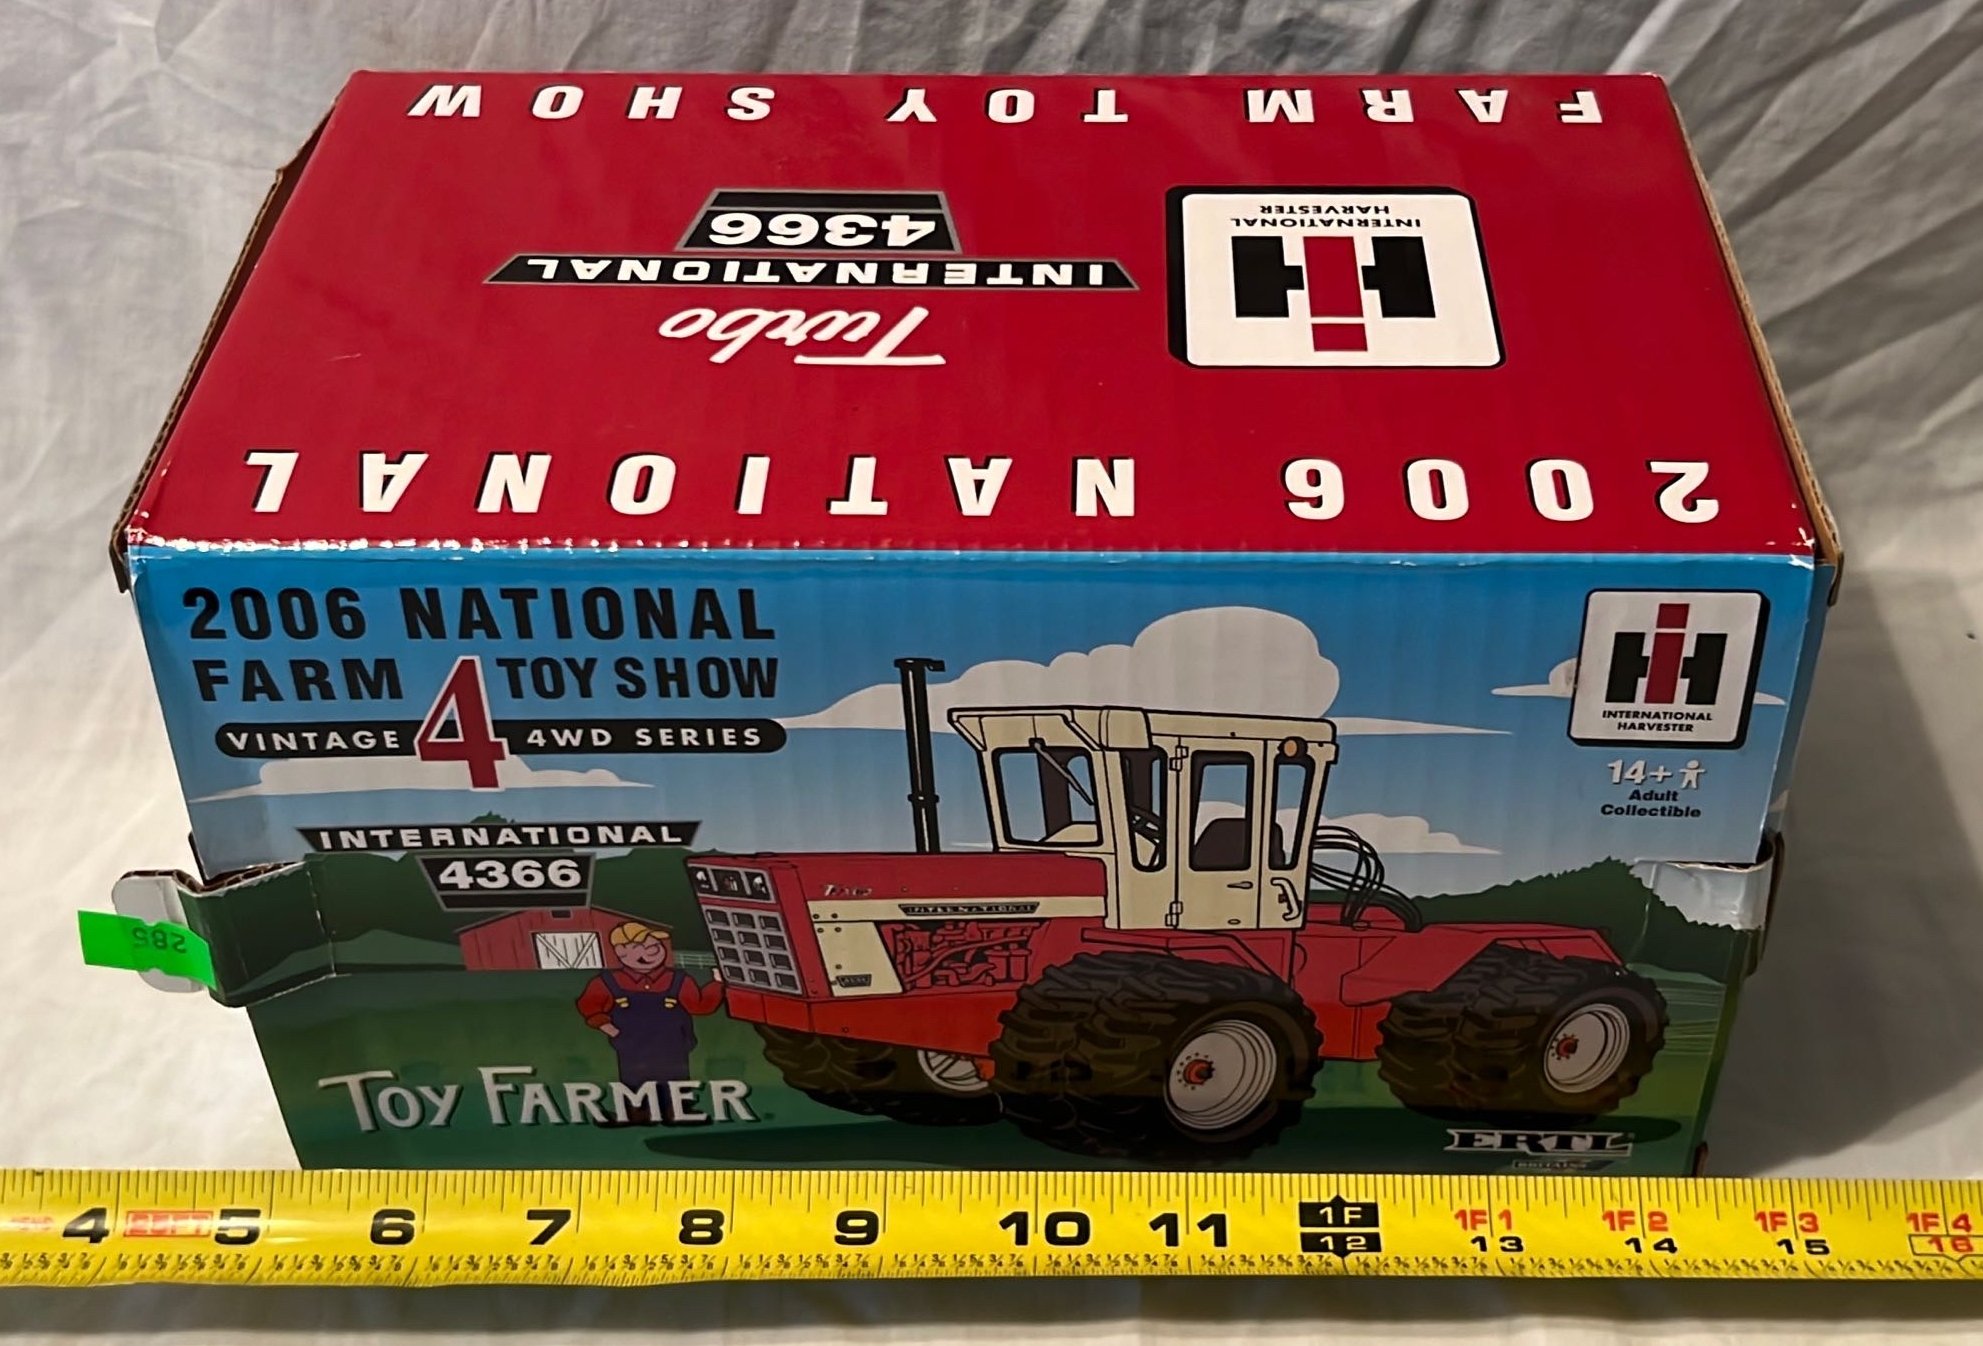 FARM TOY SHOW
INTERNATIONAL
HARVESTER
4366
INTERNATIONAL
Turbo
2006 NATIONAL
2006 NATIONAL
FARM 4 TOY SHOW
VINTAGE 4WD SERIES
INTERNATIONAL
HARVESTER
14+
Adult
Collectible
INTERNATIONAL
4366
INTERNATIONAL
285
TOY FARMER
ERTL
4 5 6 7 8 9 10 11 1F 1F1 1F2 1F3 1F4
12 13 14 15 16